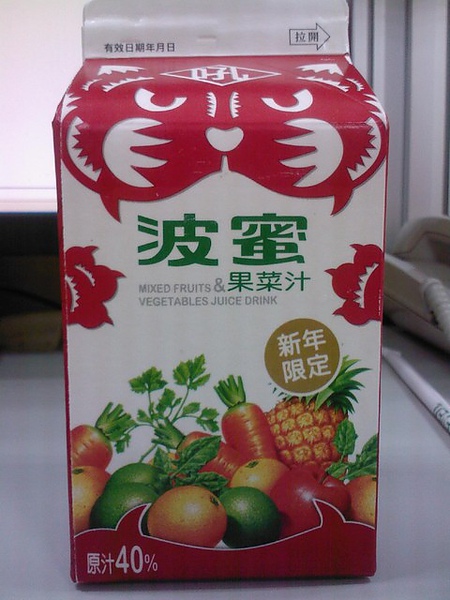 有效日期年月日
拉開
吼
波蜜
MIXED FRUITS & 果菜汁
VEGETABLES JUICE DRINK
新年
限定
原汁40%